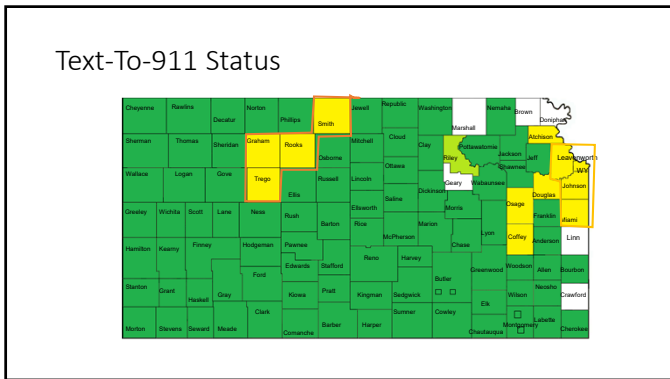 Text-To-911 Status
Cheyenne Rawlins Decatur Norton Phillips Smith Jewell Republic Washington Marshall Nemaha Brown Doniphan
Sherman Thomas Sheridan Graham Rooks Osborne Mitchell Cloud Clay Riley Pottawatomie Jackson Atchison Jeff Leavenworth WY
Wallace Logan Gove Trego Ellis Russell Lincoln Ottawa Saline Dickinson Geary Wabaunsee Shawnee Douglas Johnson
Greeley Wichita Scott Lane Ness Rush Barton Ellsworth Rice McPherson Marion Morris Chase Lyon Osage Franklin Miami
Hamilton Kearny Finney Hodgeman Pawnee Edwards Stafford Reno Harvey Butler Greenwood Coffey Anderson Linn
Stanton Grant Haskell Gray Ford Kiowa Pratt Kingman Sedgwick Elk Woodson Wilson Allen Neosho Bourbon Crawford
Morton Stevens Seward Meade Clark Comanche Barber Harper Sumner Cowley Chautauqua Montgomery Labette Cherokee